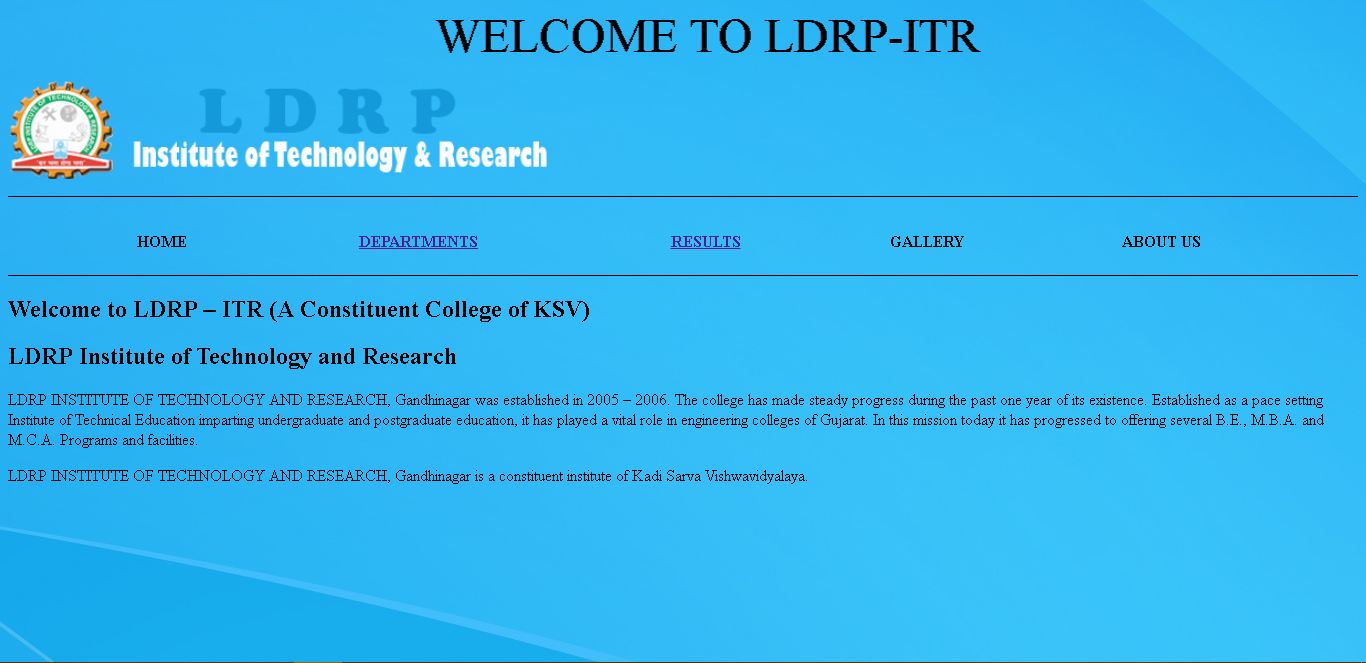 WELCOME TO LDRP-ITR
L D R P
Institute of Technology & Research
HOME DEPARTMENTS RESULTS GALLERY ABOUT US
Welcome to LDRP – ITR (A Constituent College of KSV)
LDRP Institute of Technology and Research
LDRP INSTITUTE OF TECHNOLOGY AND RESEARCH, Gandhinagar was established in 2005 – 2006. The college has made steady progress during the past one year of its existence. Established as a pace setting
Institute of Technical Education imparting undergraduate and postgraduate education, it has played a vital role in engineering colleges of Gujarat. In this mission today it has progressed to offering several B.E., M.B.A. and
M.C.A. Programs and facilities.
LDRP INSTITUTE OF TECHNOLOGY AND RESEARCH, Gandhinagar is a constituent institute of Kadi Sarva Vishwavidyalaya.